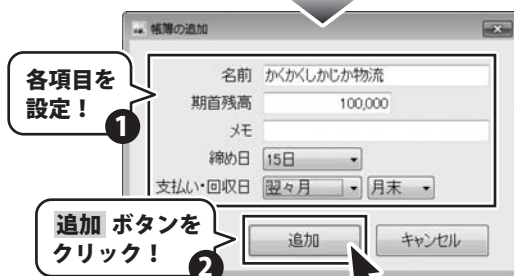 帳簿の追加
各項目を
設定！
1
名前 かくかくしかじか物流
期首残高 100,000
メモ
締め日 15日
支払い・回収日 翌々月 月末
追加 ボタンを
クリック！
2
追加 キャンセル